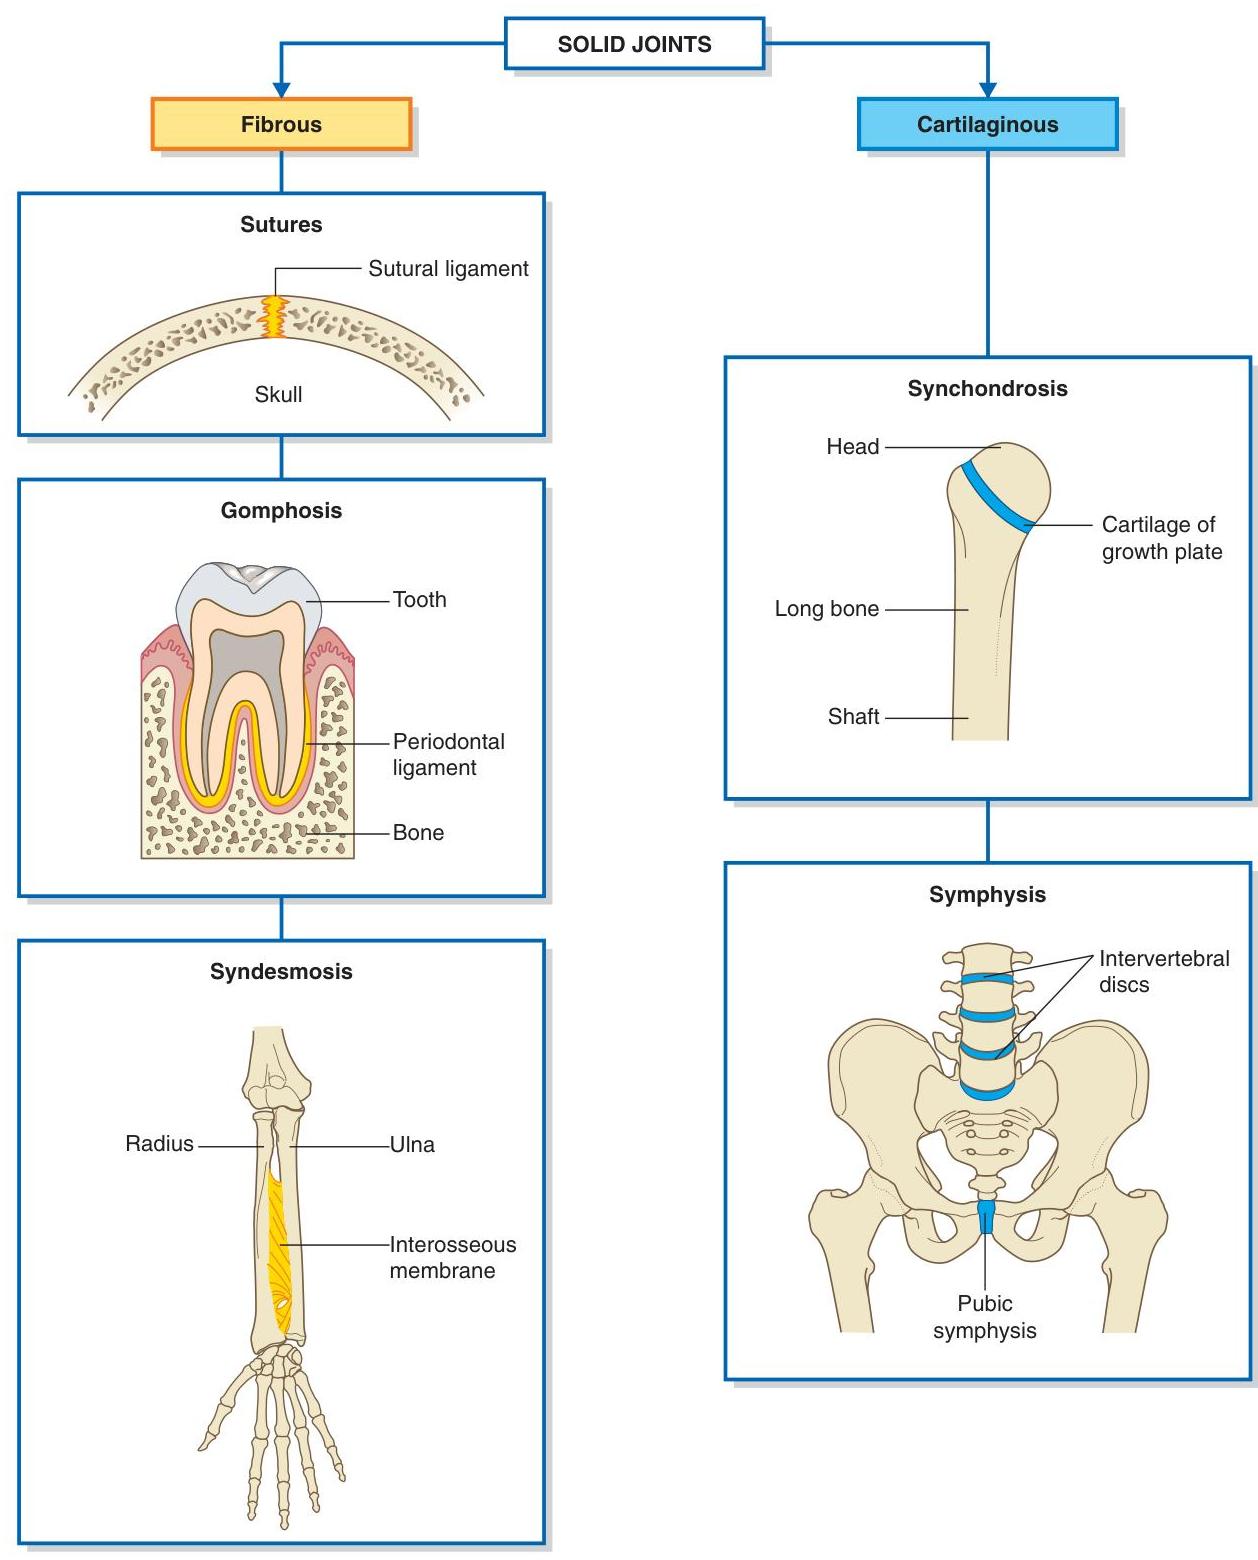 SOLID JOINTS
Fibrous
Cartilaginous
Sutures
Sutural ligament
Skull
Gomphosis
Tooth
Periodontal
ligament
Bone
Syndesmosis
Radius
Ulna
Interosseous
membrane
Synchondrosis
Head
Cartilage of
growth plate
Long bone
Shaft
Symphysis
Intervertebral
discs
Pubic
symphysis